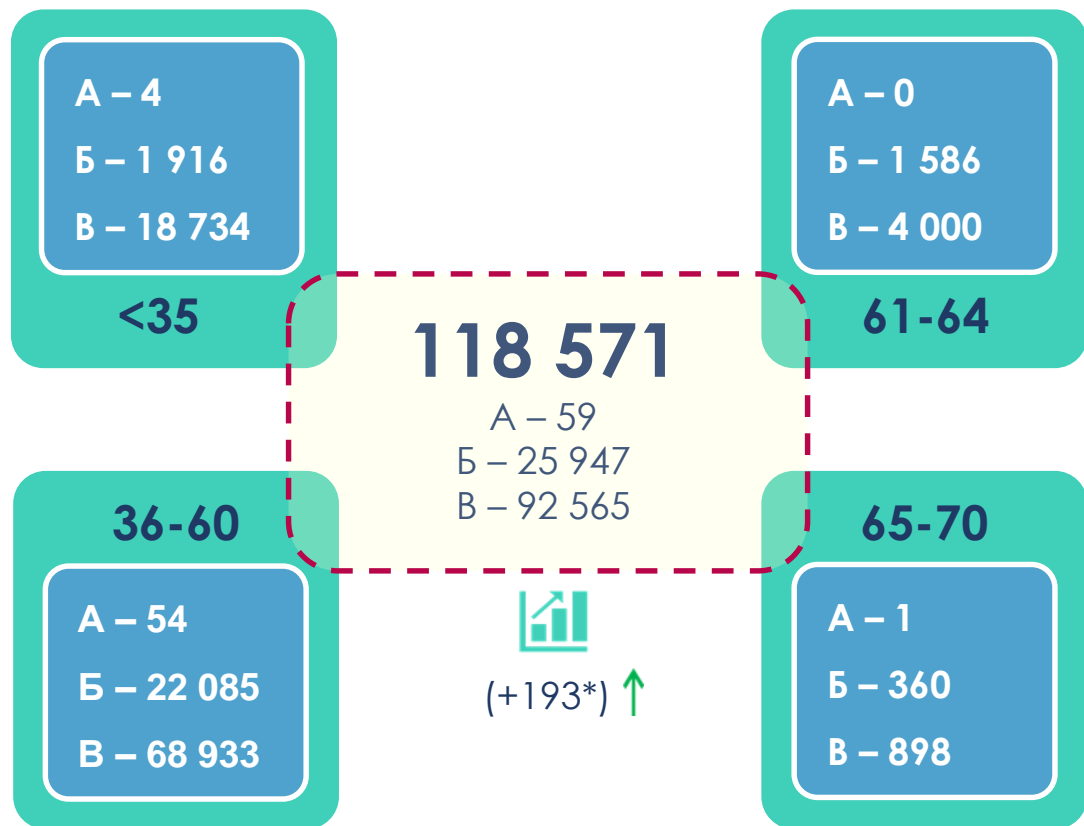 А – 4
Б – 1 916
В – 18 734
<35
А – 0
Б – 1 586
В – 4 000
61-64
118 571
А – 59
Б – 25 947
В – 92 565
36-60
А – 54
Б – 22 085
В – 68 933
(+193*)
65-70
А – 1
Б – 360
В – 898